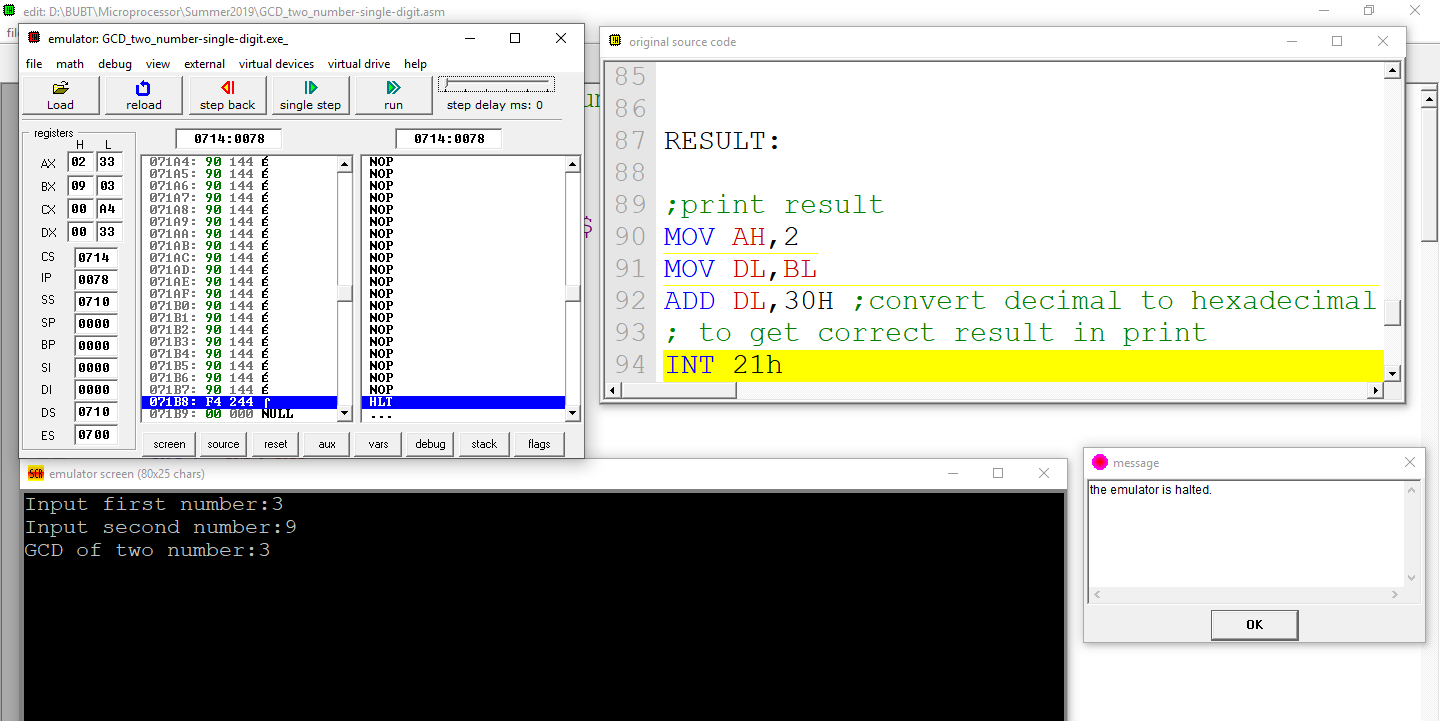 edit: D:\BUBT\Microprocessor\Summer2019\GCD_two_number-single-digit.asm
emulator: GCD_two_number-single-digit.exe_
file math debug view external virtual devices virtual drive help
Load reload step back single step run step delay ms: 0
registers
H L
AX 02 33
BX 09 03
CX 00 A4
DX 00 33
CS 0714
IP 0078
SS 0710
SP 0000
BP 0000
SI 0000
DI 0000
DS 0710
ES 0700
0714:0078 0714:0078
071A4: 90 144 É NOP
071A5: 90 144 É NOP
071A6: 90 144 É NOP
071A7: 90 144 É NOP
071A8: 90 144 É NOP
071A9: 90 144 É NOP
071AA: 90 144 É NOP
071AB: 90 144 É NOP
071AC: 90 144 É NOP
071AD: 90 144 É NOP
071AE: 90 144 É NOP
071AF: 90 144 É NOP
071B0: 90 144 É NOP
071B1: 90 144 É NOP
071B2: 90 144 É NOP
071B3: 90 144 É NOP
071B4: 90 144 É NOP
071B5: 90 144 É NOP
071B6: 90 144 É NOP
071B7: 90 144 É NOP
071B8: F4 244 ⌠ HLT
071B9: 00 000 NULL ...
screen source reset aux vars debug stack flags
original source code
85
86
87 RESULT:
88
89 ;print result
90 MOV AH,2
91 MOV DL,BL
92 ADD DL,30H ;convert decimal to hexadecimal
93 ; to get correct result in print
94 INT 21h
emulator screen (80x25 chars)
Input first number:3
Input second number:9
GCD of two number:3
message
the emulator is halted.
OK